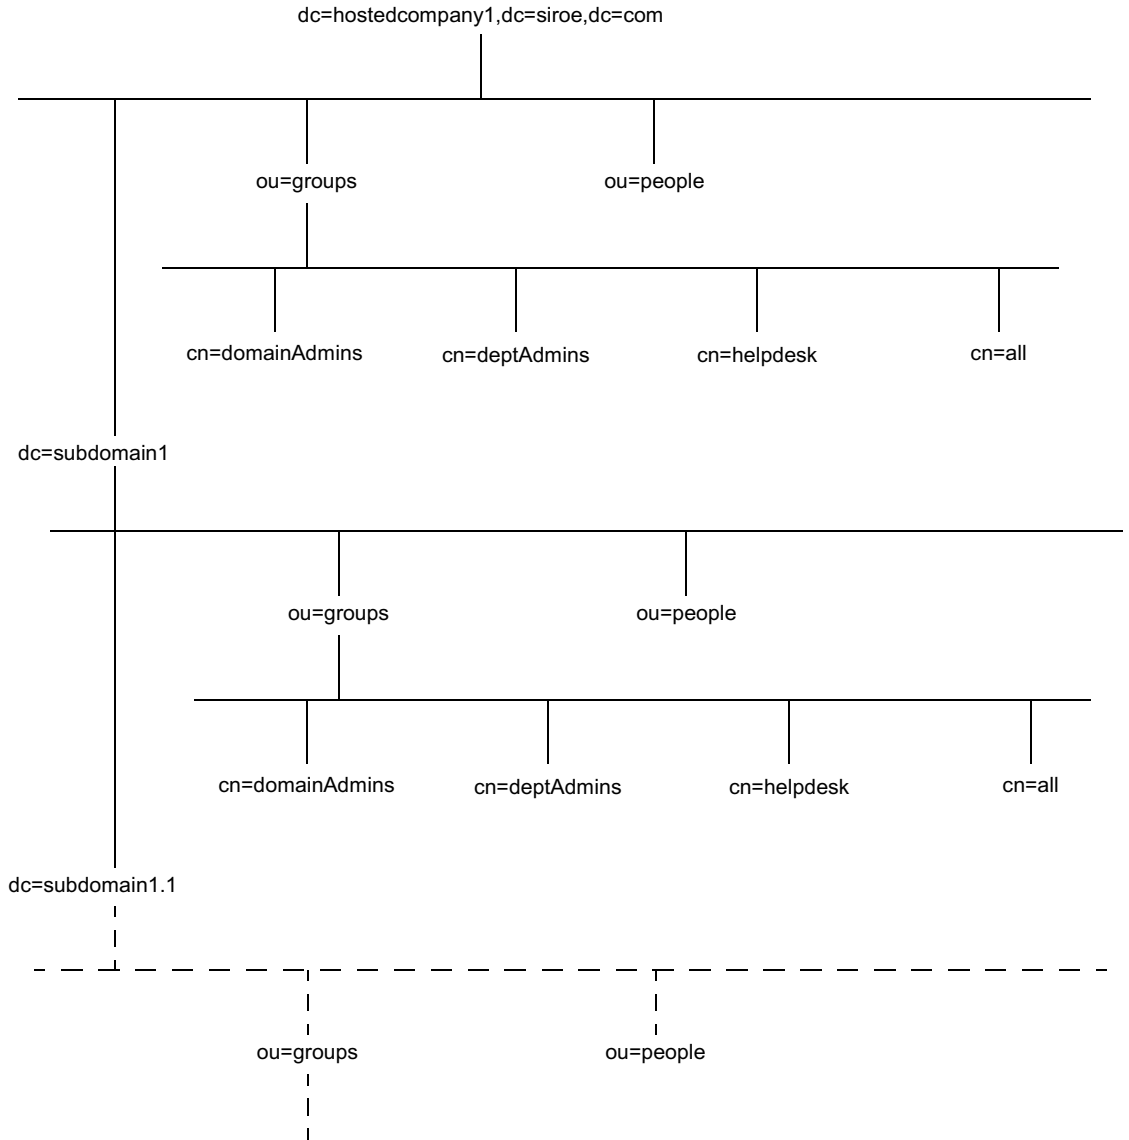 dc=hostedcompany1,dc=siroe,dc=com
ou=groups
ou=people
cn=domainAdmins
cn=deptAdmins
cn=helpdesk
cn=all
dc=subdomain1
ou=groups
ou=people
cn=domainAdmins
cn=deptAdmins
cn=helpdesk
cn=all
dc=subdomain1.1
ou=groups
ou=people